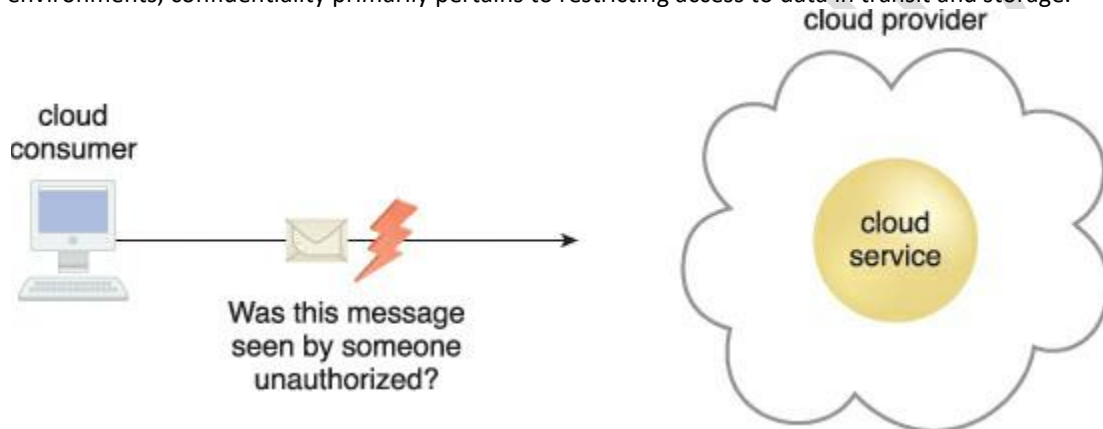 environments, confidentiality primarily pertains to restricting access to data in transit and storage.
cloud provider
cloud
consumer
cloud
service
Was this message
seen by someone
unauthorized?